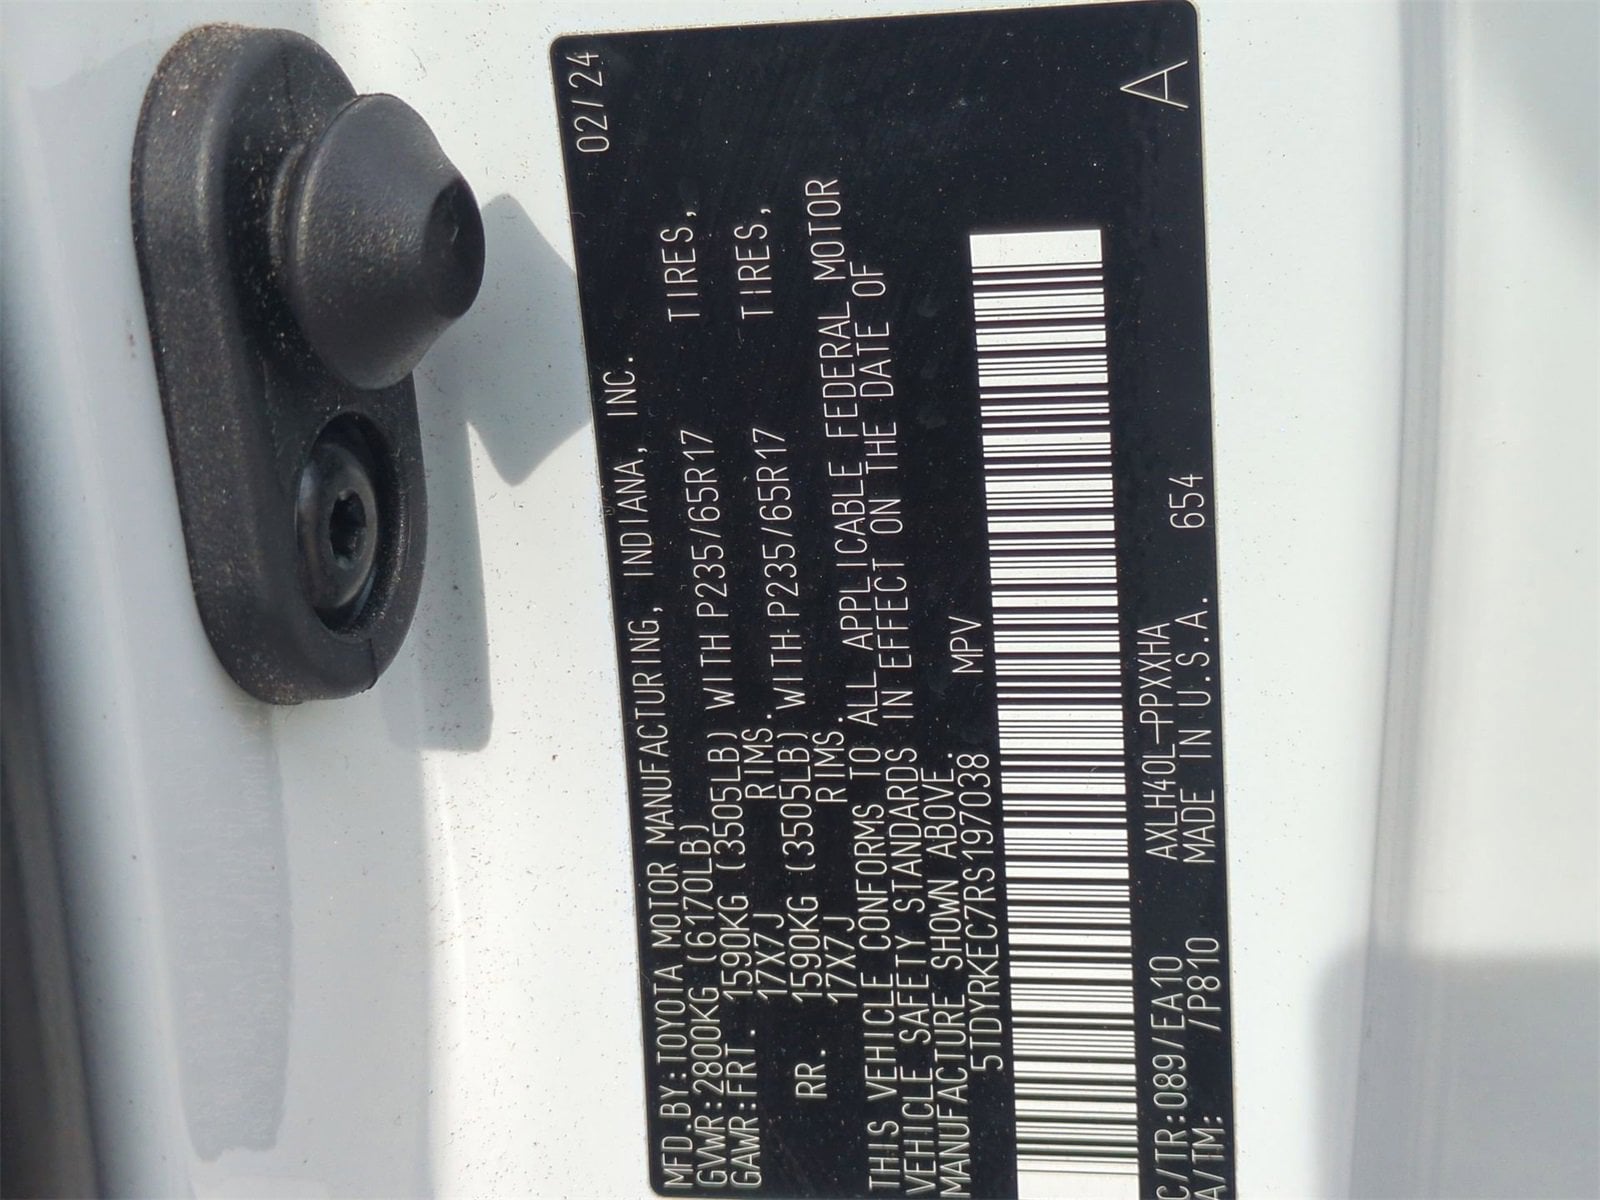 MFD.BY:TOYOTA MOTOR MANUFACTURING, INDIANA, INC. 02/24
GVWR:2800KG (6170LB)
GAWR:FRT. 1590KG (3505LB) WITH P235/65R17 TIRES,
17X7J RIMS.
RR. 1590KG (3505LB) WITH P235/65R17 TIRES,
17X7J RIMS.
THIS VEHICLE CONFORMS TO ALL APPLICABLE FEDERAL MOTOR
VEHICLE SAFETY STANDARDS IN EFFECT ON THE DATE OF
MANUFACTURE SHOWN ABOVE.
5TDYRKEC7RS197038 MPV
C/TR:089/EA10 AXLH40L-PPXXHA
A/TM: /P810 MADE IN U.S.A. 654
A